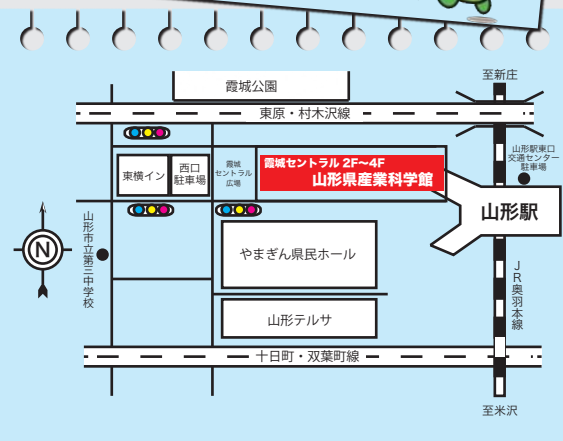 至新庄
霞城公園
東原・村木沢線
山形駅東口
交通センター
駐車場
東横イン
西口
駐車場
霞城
セントラル
広場
霞城セントラル 2F〜4F
山形県産業科学館
山形駅
山形市立第三中学校
N
やまぎん県民ホール
JR奥羽本線
山形テルサ
十日町・双葉町線
至米沢